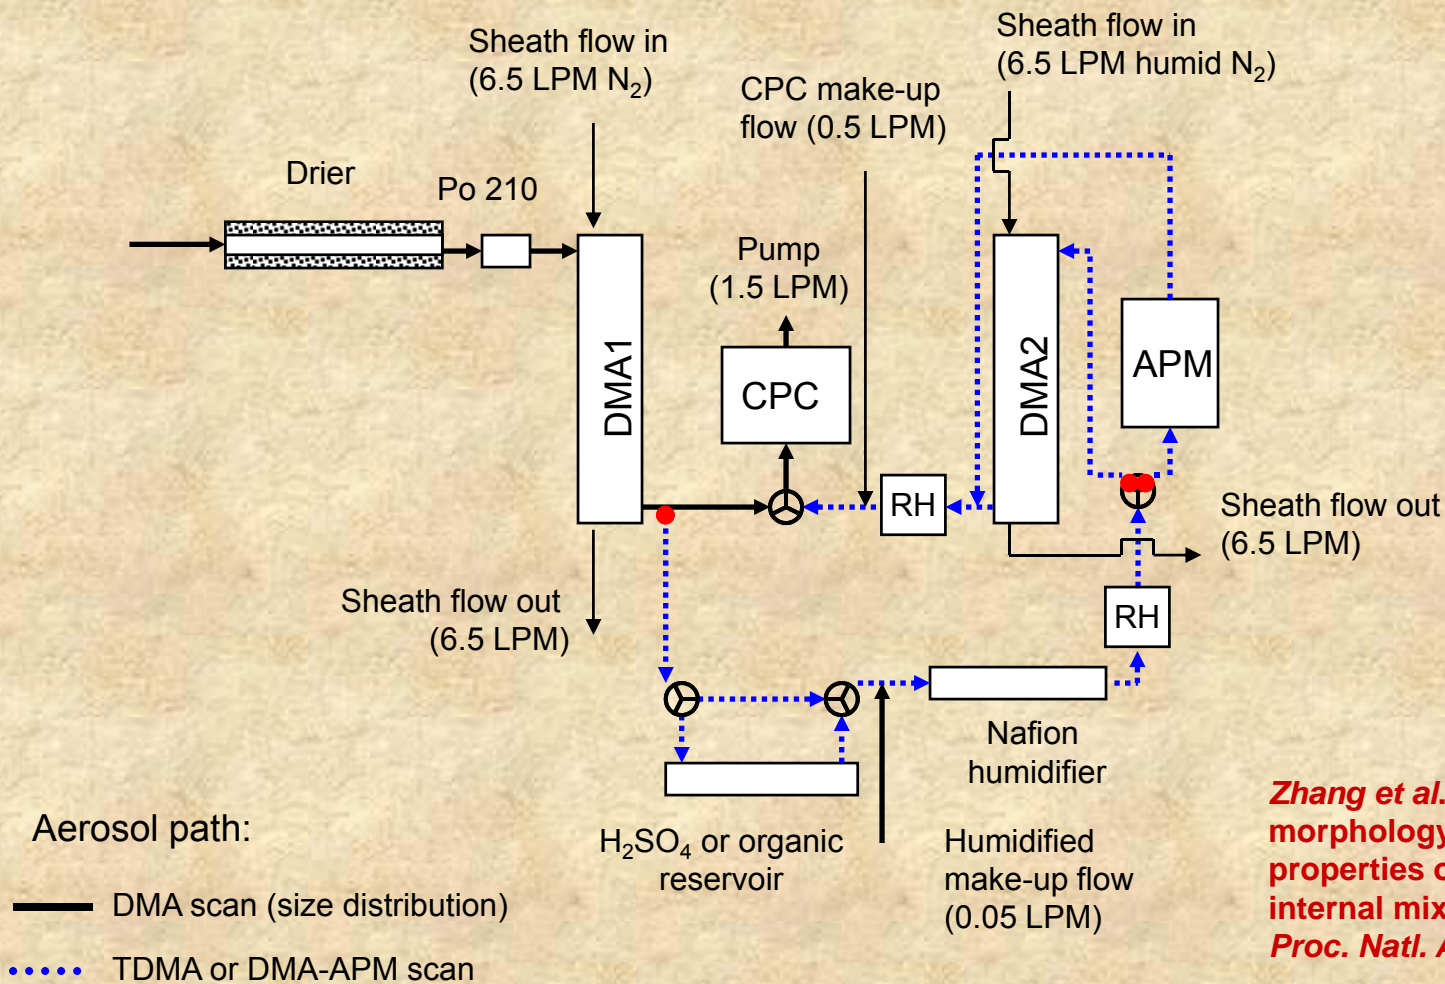 Sheath flow in
(6.5 LPM N₂)
Sheath flow in
(6.5 LPM humid N₂)
CPC make-up
flow (0.5 LPM)
Drier
Po 210
Pump
(1.5 LPM)
DMA1
CPC
DMA2
APM
RH
Sheath flow out
(6.5 LPM)
Sheath flow out
(6.5 LPM)
RH
Nafion
humidifier
H₂SO₄ or organic
reservoir
Humidified
make-up flow
(0.05 LPM)
Aerosol path:
DMA scan (size distribution)
TDMA or DMA-APM scan
Zhang et al.
morphology
properties
internal mix
Proc. Natl. A